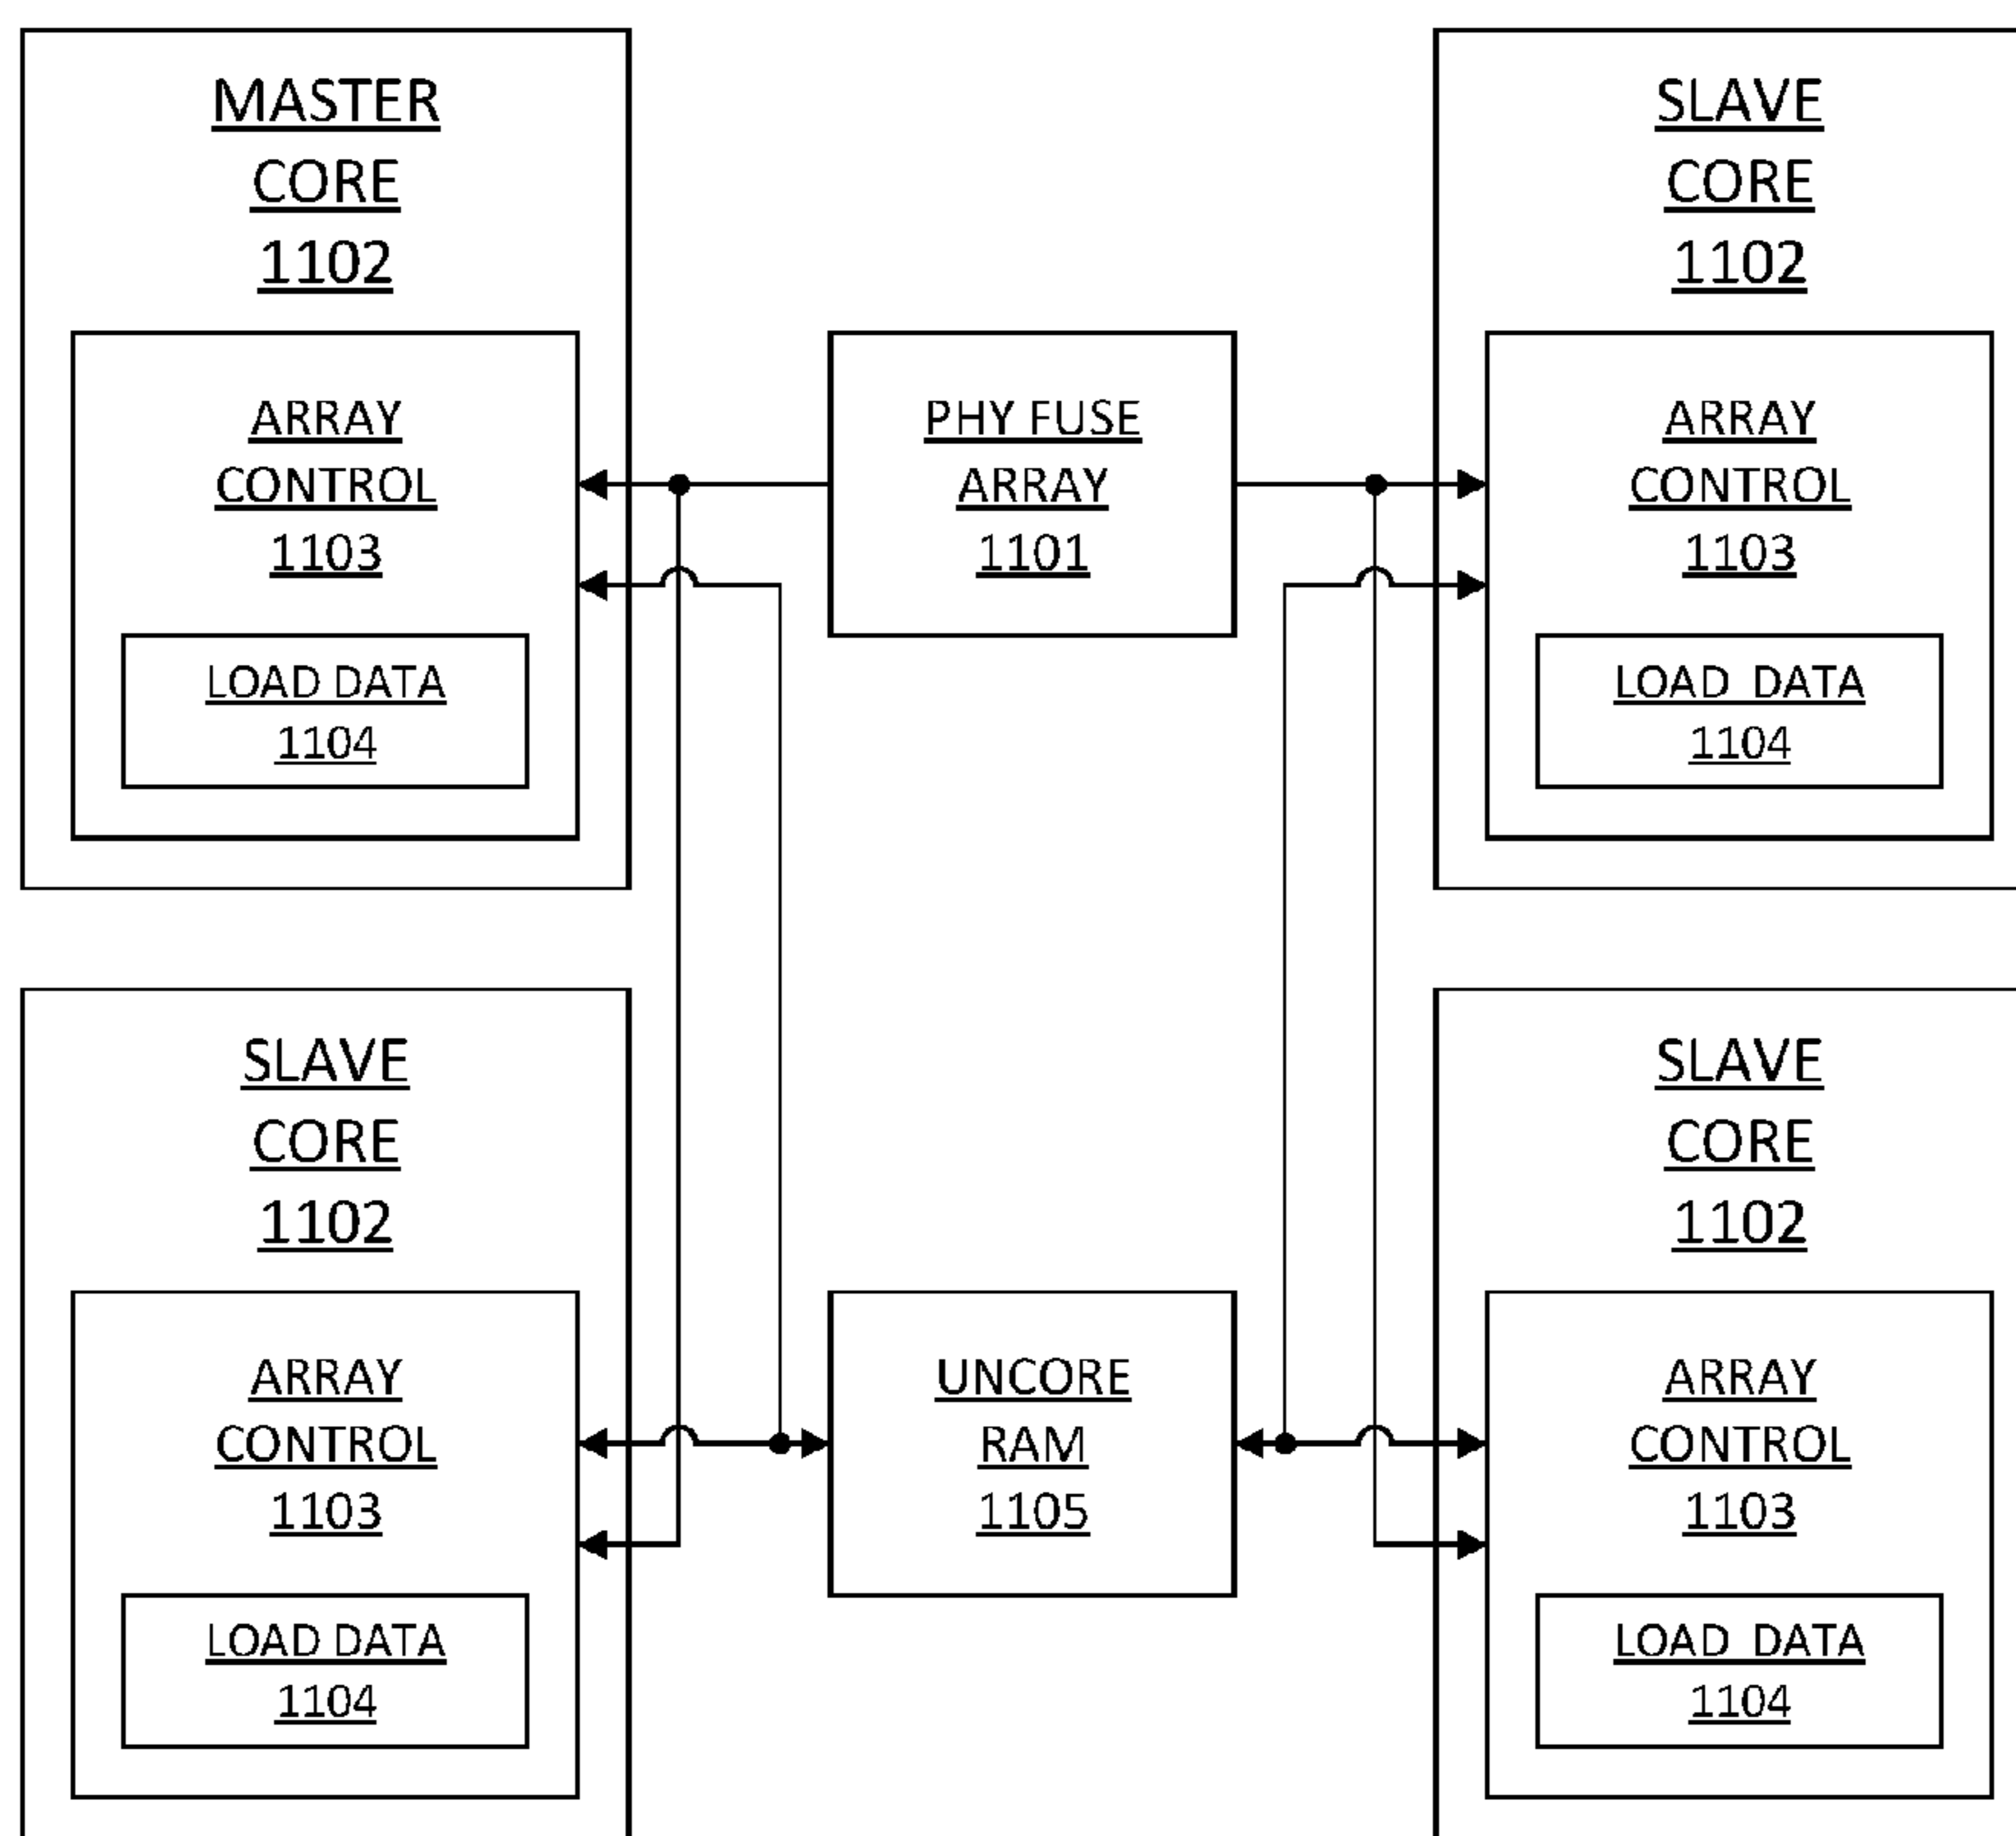 MASTER
CORE
1102
ARRAY
CONTROL
1103
LOAD DATA
1104
PHY FUSE
ARRAY
1101
SLAVE
CORE
1102
ARRAY
CONTROL
1103
LOAD DATA
1104
SLAVE
CORE
1102
ARRAY
CONTROL
1103
LOAD DATA
1104
UNCORE
RAM
1105
SLAVE
CORE
1102
ARRAY
CONTROL
1103
LOAD DATA
1104